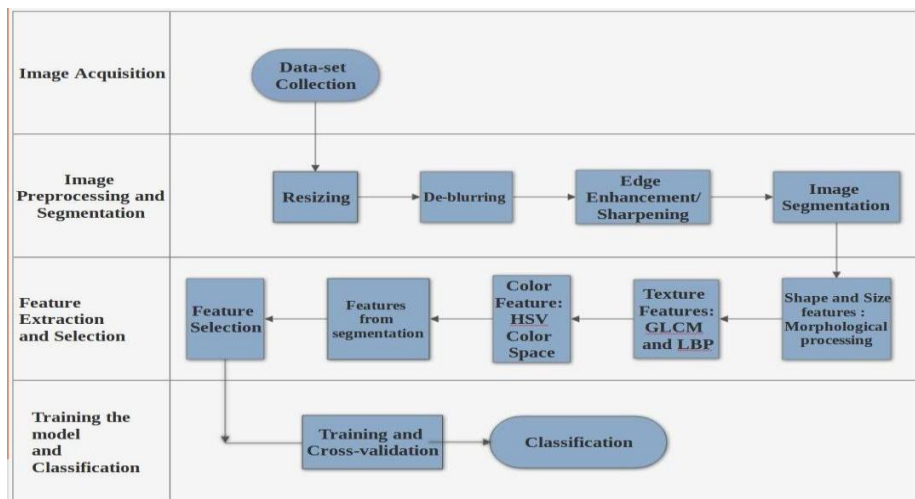 Image Acquisition
Data-set
Collection
Image
Preprocessing and
Segmentation
Resizing
De-blurring
Edge
Enhancement/
Sharpening
Image
Segmentation
Feature
Extraction
and Selection
Feature
Selection
Features
from
segmentation
Color
Feature:
HSV
Color
Space
Texture
Features:
GLCM
and LBP
Shape and Size
features :
Morphological
processing
Training the
model
and
Classification
Training and
Cross-validation
Classification